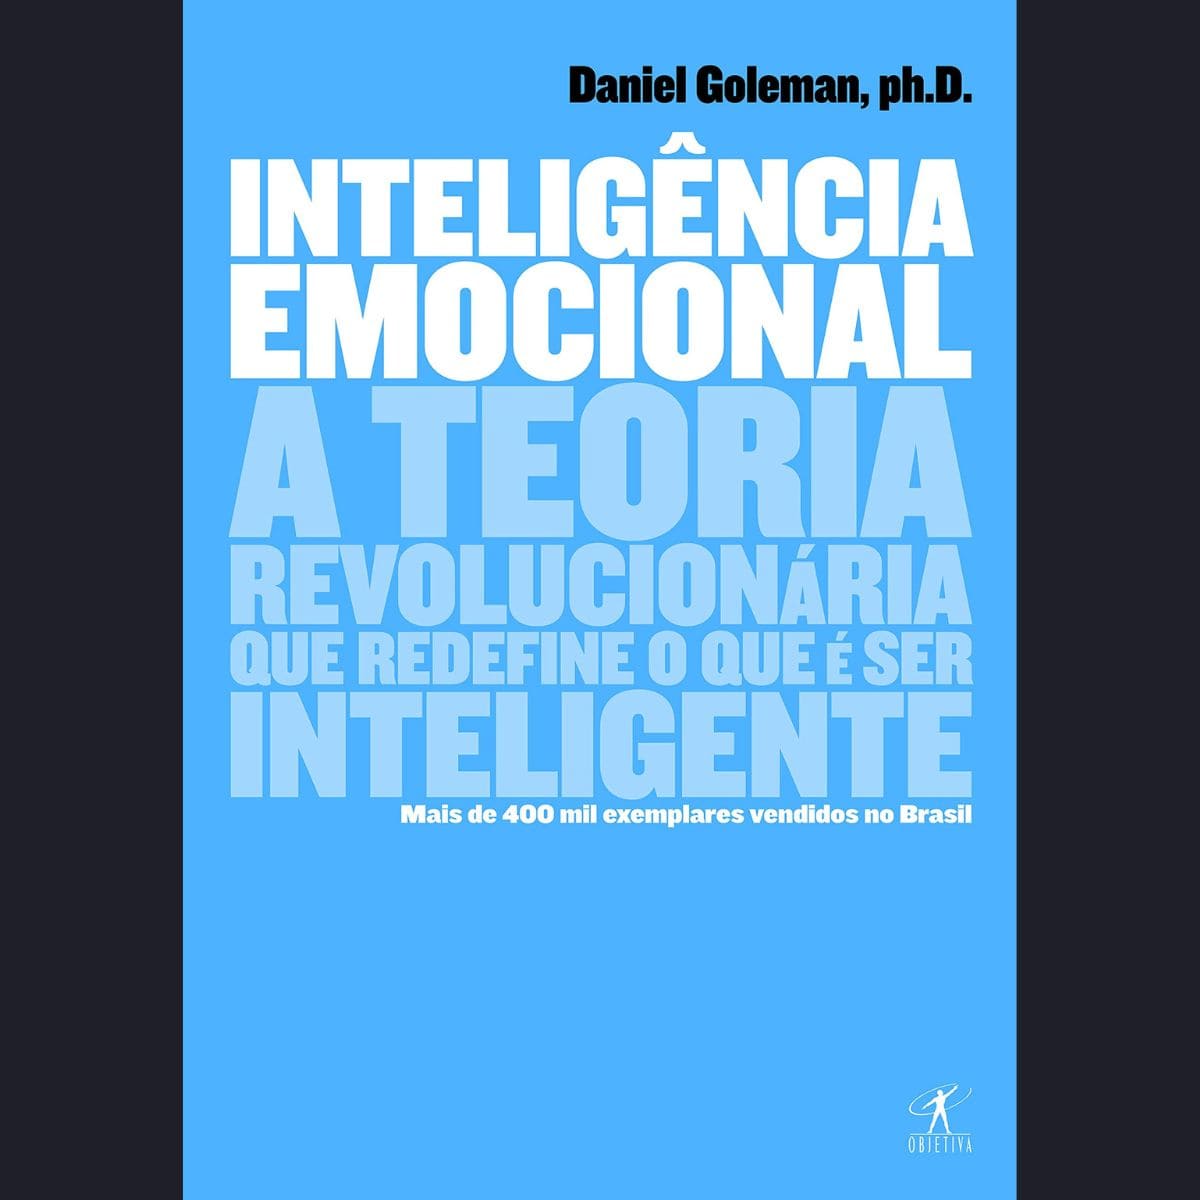 Daniel Goleman, ph.D.
INTELIGÊNCIA
EMOCIONAL
A TEORIA
REVOLUCIONÁRIA
QUE REDEFINE O QUE É SER
INTELIGENTE
Mais de 400 mil exemplares vendidos no Brasil
OBJETIVA